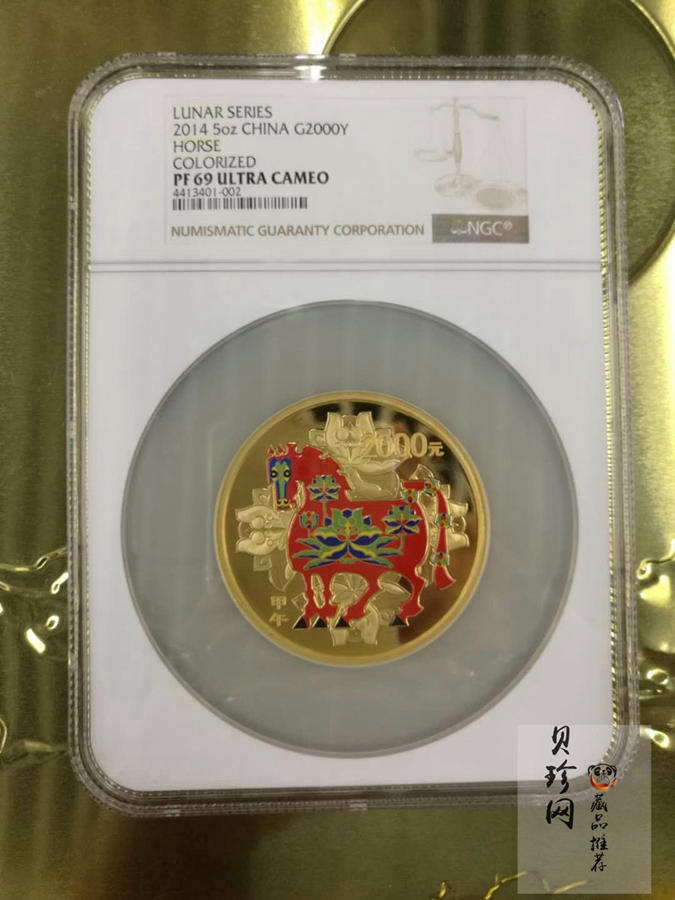 LUNAR SERIES
2014 5oz CHINA G2000Y
HORSE
COLORIZED
PF 69 ULTRA CAMEO
4413401-002
NUMISMATIC GUARANTY CORPORATION
NGC®
2000元
甲午
贝珍网
藏品推荐